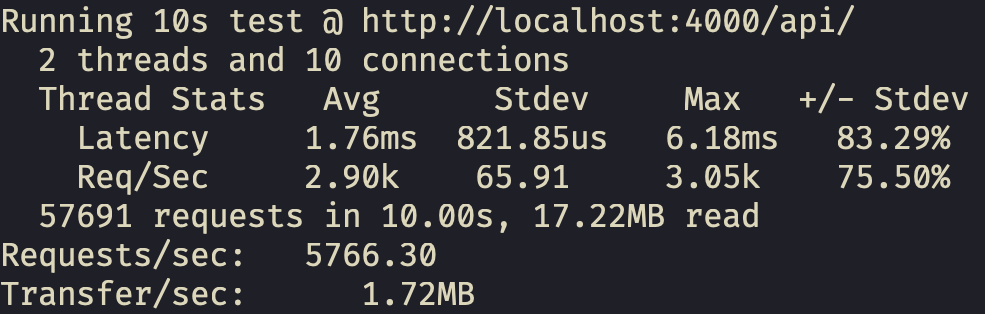 Running 10s test @ http://localhost:4000/api/
  2 threads and 10 connections
  Thread Stats   Avg      Stdev     Max   +/- Stdev
    Latency     1.76ms  821.85us   6.18ms   83.29%
    Req/Sec     2.90k    65.91     3.05k    75.50%
  57691 requests in 10.00s, 17.22MB read
Requests/sec:   5766.30
Transfer/sec:      1.72MB